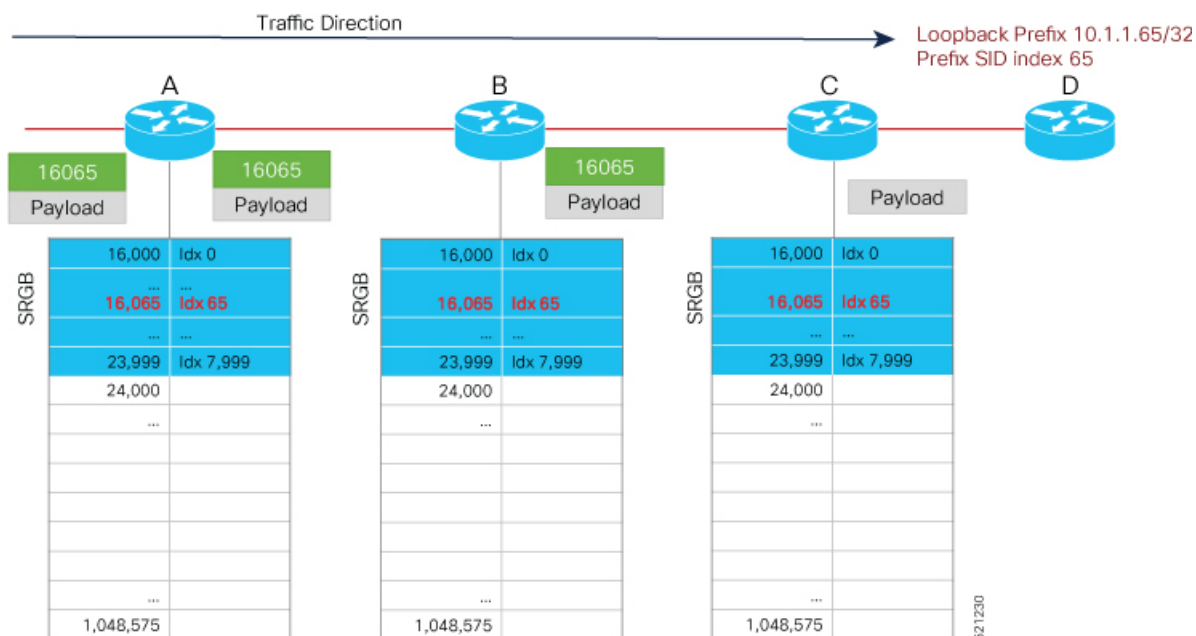 Traffic Direction
Loopback Prefix 10.1.1.65/32
Prefix SID index 65
A
B
C
D
16065
Payload
16065
Payload
16065
Payload
Payload
SRGB
16,000 Idx 0
... ...
16,065 Idx 65
... ...
23,999 Idx 7,999
24,000
...
...
1,048,575
SRGB
16,000 Idx 0
16,065 Idx 65
... ...
23,999 Idx 7,999
24,000
...
...
1,048,575
SRGB
16,000 Idx 0
16,065 Idx 65
... ...
23,999 Idx 7,999
24,000
...
...
1,048,575
521230